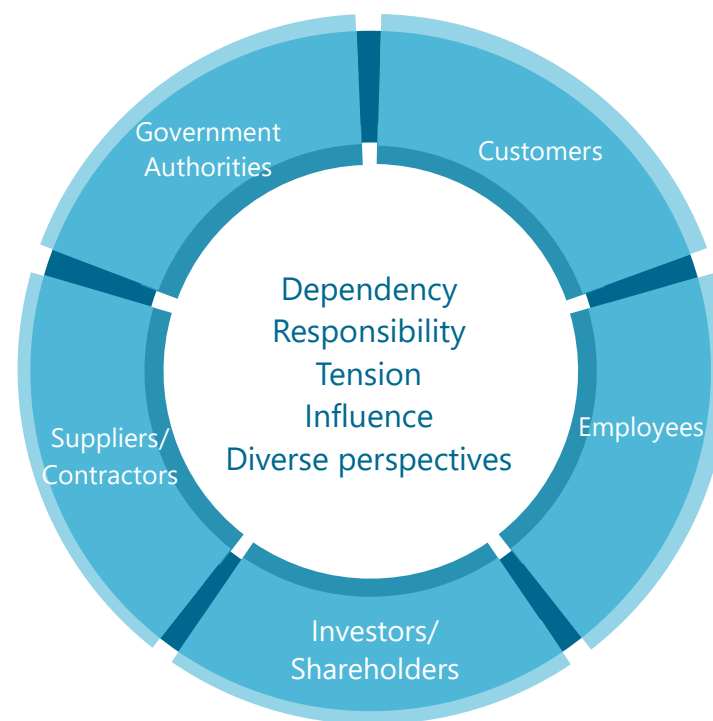 Government
Authorities
Customers
Dependency
Responsibility
Tension
Influence
Diverse perspectives
Suppliers/
Contractors
Employees
Investors/
Shareholders